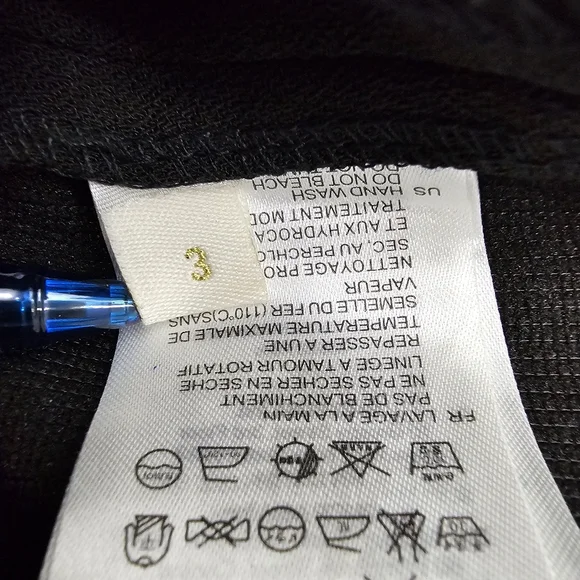 FR LAVAGE A LA MAIN
PAS DE BLANCHIMENT
NE PAS SECHER EN SECHE
LINEGE A TAMOUR ROTATIF
REPASSER A UNE
TEMPERATURE MAXIMALE DE
SEMELLE DU FER (110°C)SANS
VAPEUR
NETTOYAGE PRO
SEC. AU PERCHLO
ET AUX HYDROCA
TRAITEMENT MOD
US HAND WASH
DO NOT BLEACH
DO NOT
3